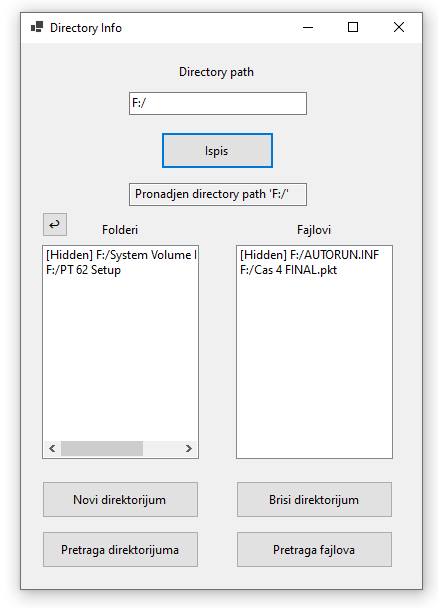 Directory Info
Directory path
F:/
Ispis
Pronadjen directory path 'F:/'
Folderi
Fajlovi
[Hidden] F:/System Volume
F:/PT 62 Setup
[Hidden] F:/AUTORUN.INF
F:/Cas 4 FINAL.pkt
Novi direktorijum
Brisi direktorijum
Pretraga direktorijuma
Pretraga fajlova